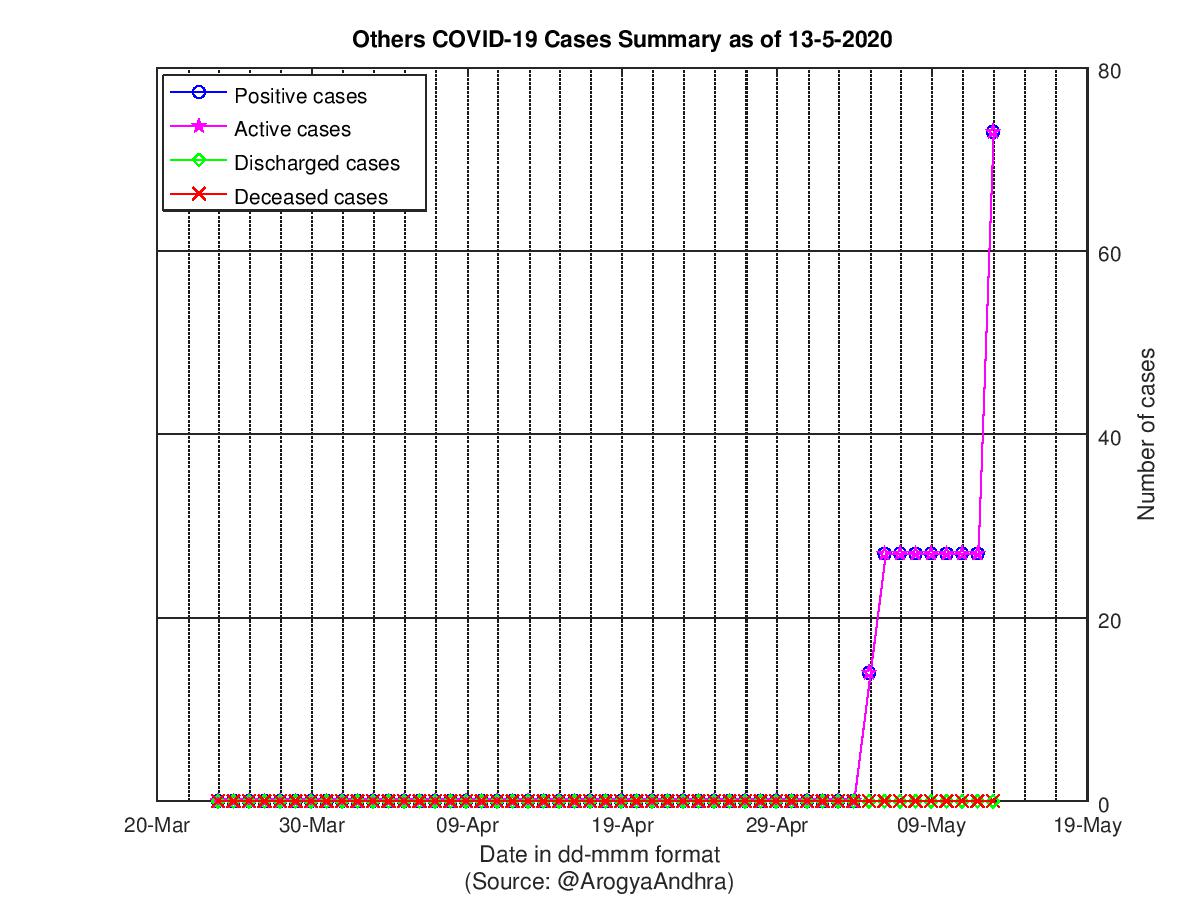 Others COVID-19 Cases Summary as of 13-5-2020
Positive cases
Active cases
Discharged cases
Deceased cases
80
60
40
20
0
Number of cases
20-Mar 30-Mar 09-Apr 19-Apr 29-Apr 09-May 19-May
Date in dd-mmm format
(Source: @ArogyaAndhra)